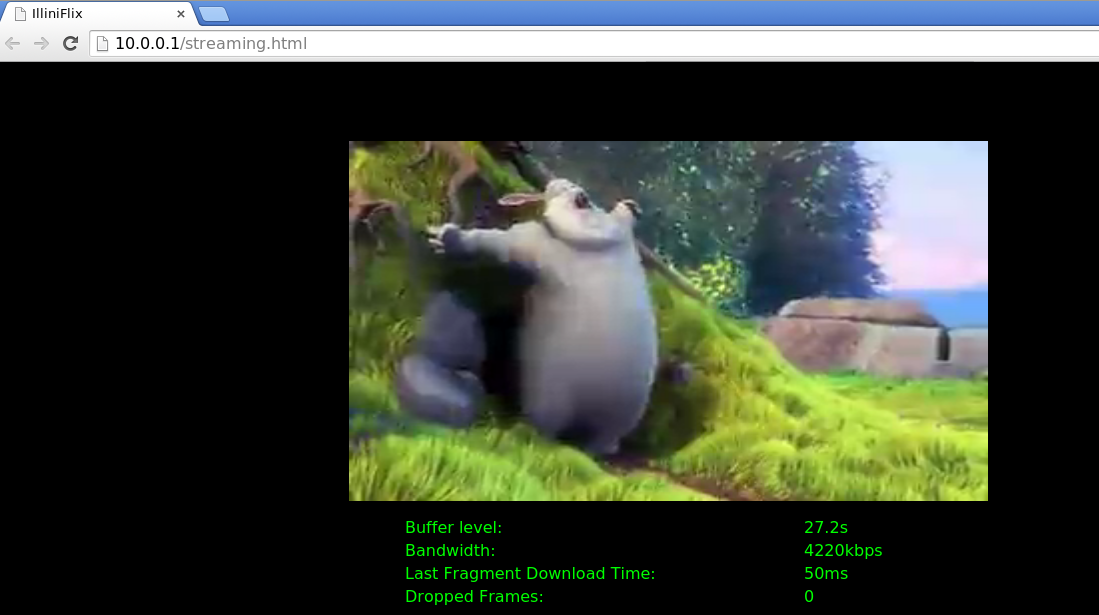 IlliniFlix
10.0.0.1/streaming.html
Buffer level: 27.2s
Bandwidth: 4220kbps
Last Fragment Download Time: 50ms
Dropped Frames: 0